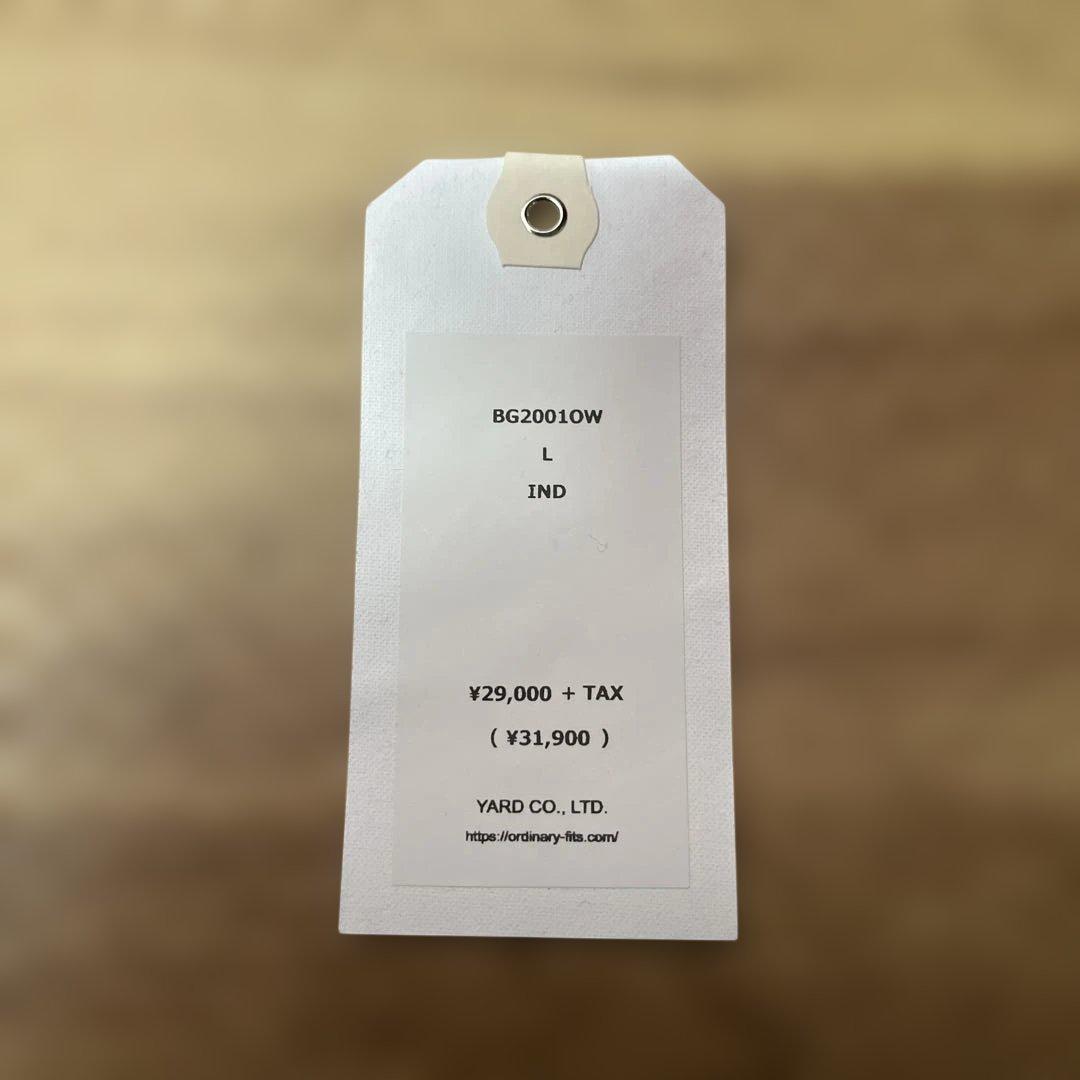 BG2001OW
L
IND
¥29,000 + TAX
( ¥31,900 )
YARD CO., LTD.
https://ordinary-fits.com/